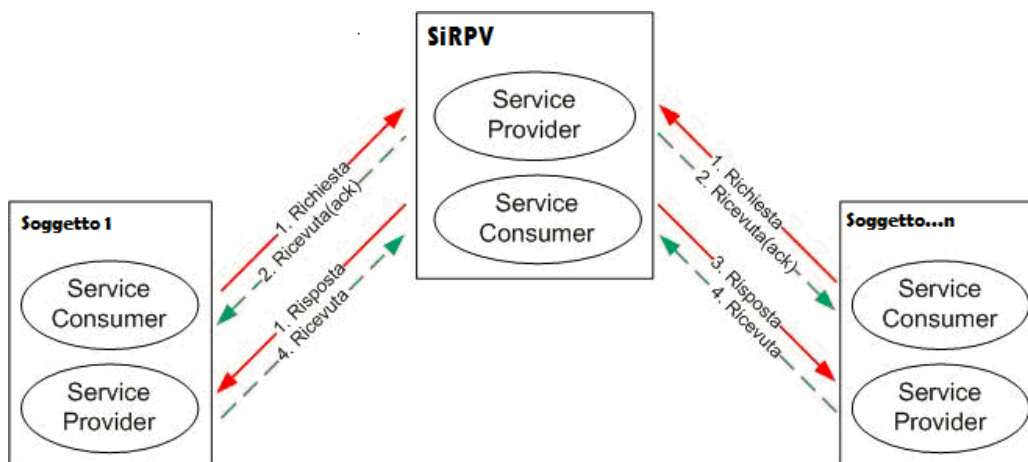 SiRPV
Service
Provider
Service
Consumer
Soggetto 1
Service
Consumer
Service
Provider
1. Richiesta
2. Ricevuta(ack)
1. Risposta
4. Ricevuta
1. Richiesta
2. Ricevuta(ack)
3. Risposta
4. Ricevuta
Soggetto...n
Service
Consumer
Service
Provider